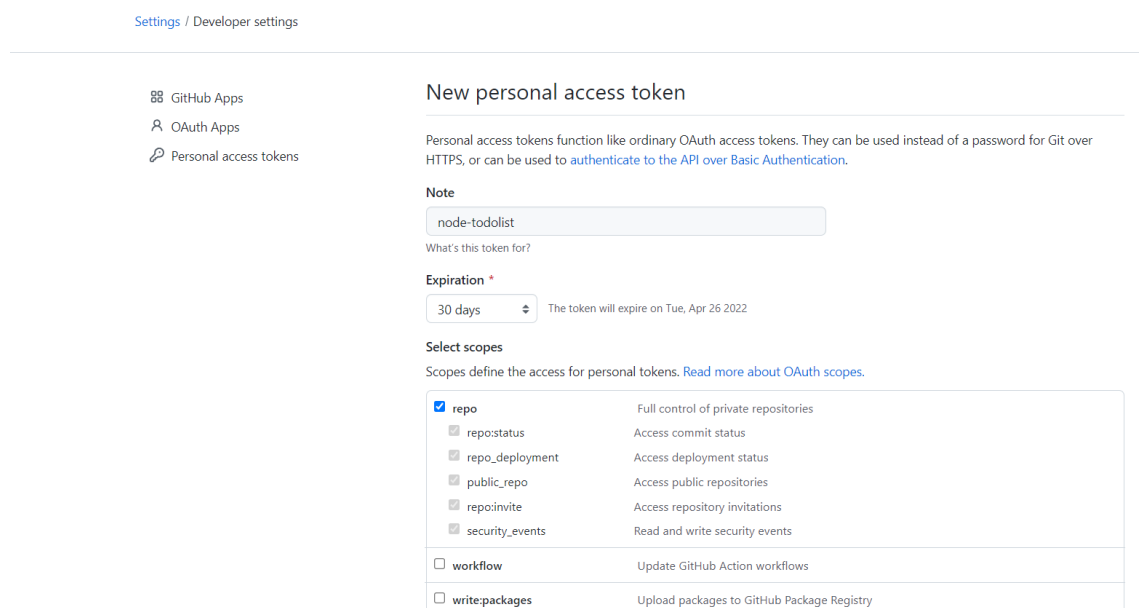 Settings / Developer settings
GitHub Apps
OAuth Apps
Personal access tokens
New personal access token
Personal access tokens function like ordinary OAuth access tokens. They can be used instead of a password for Git over
HTTPS, or can be used to authenticate to the API over Basic Authentication.
Note
node-todolist
What's this token for?
Expiration *
30 days The token will expire on Tue, Apr 26 2022
Select scopes
Scopes define the access for personal tokens. Read more about OAuth scopes.
repo Full control of private repositories
repo:status Access commit status
repo_deployment Access deployment status
public_repo Access public repositories
repo:invite Access repository invitations
security_events Read and write security events
workflow Update GitHub Action workflows
write:packages Upload packages to GitHub Package Registry